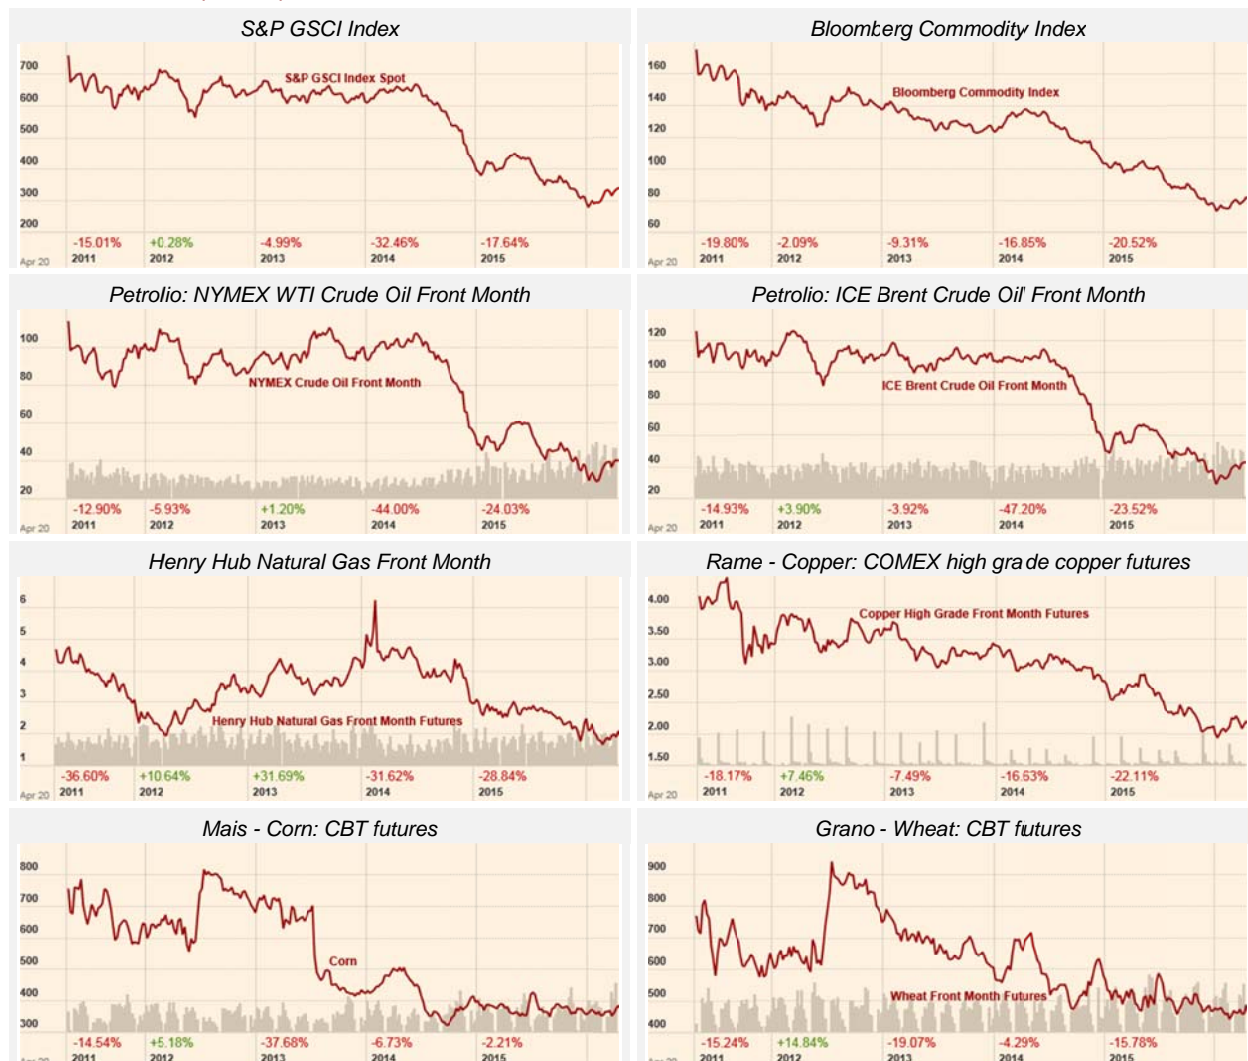 S&P GSCI Index
700
600
500
400
300
200
S&P GSCI Index Spot
-15.01% +0.28% -4.99% -32.46% -17.64%
Apr 20 2011 2012 2013 2014 2015
Bloomberg Commodity Index
160
140
120
100
80
60
Bloomberg Commodity Index
-19.80% -2.09% -9.31% -16.85% -20.52%
2011 2012 2013 2014 2015
Petrolio: NYMEX WTI Crude Oil Front Month
100
80
60
40
20
NYMEX Crude Oil Front Month
-12.90% -5.93% +1.20% -44.00% -24.03%
Apr 20 2011 2012 2013 2014 2015
Petrolio: ICE Brent Crude Oil Front Month
120
100
80
60
40
20
ICE Brent Crude Oil Front Month
-14.93% +3.90% -3.92% -47.20% -23.52%
Apr 20 2011 2012 2013 2014 2015
Henry Hub Natural Gas Front Month
6
5
4
3
2
1
Henry Hub Natural Gas Front Month Futures
-36.60% +10.64% +31.69% -31.62% -28.84%
Apr 20 2011 2012 2013 2014 2015
Rame - Copper: COMEX high grade copper futures
4.00
3.50
3.00
2.50
2.00
1.50
Copper High Grade Front Month Futures
-18.17% +7.46% -7.49% -16.63% -22.11%
Apr 20 2011 2012 2013 2014 2015
Mais - Corn: CBT futures
800
700
600
500
400
300
Corn
-14.54% +5.18% -37.68% -6.73% -2.21%
2011 2012 2013 2014 2015
Grano - Wheat: CBT futures
900
800
700
600
500
400
Wheat Front Month Futures
-15.24% +14.84% -19.07% -4.29% -15.78%
2011 2012 2013 2014 2015